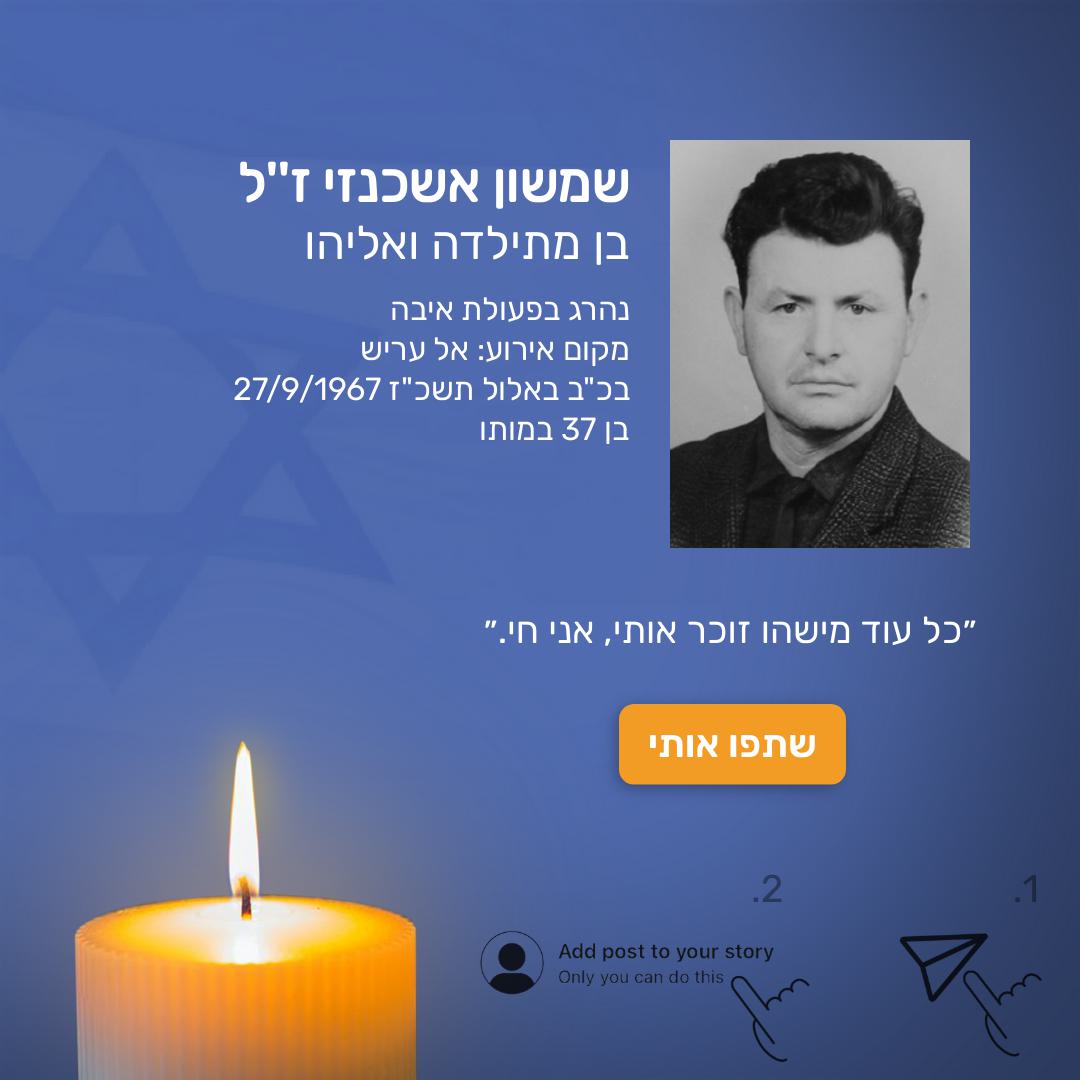 שמשון אשכנזי ז"ל
בן מתילדה ואליהו
נהרג בפעולת איבה
מקום אירוע: אל עריש
בכ"ב באלול תשכ"ז 27/9/1967
בן 37 במותו
״כל עוד מישהו זוכר אותי, אני חי.״
שתפו אותי
1.
2.
Add post to your story
Only you can do this